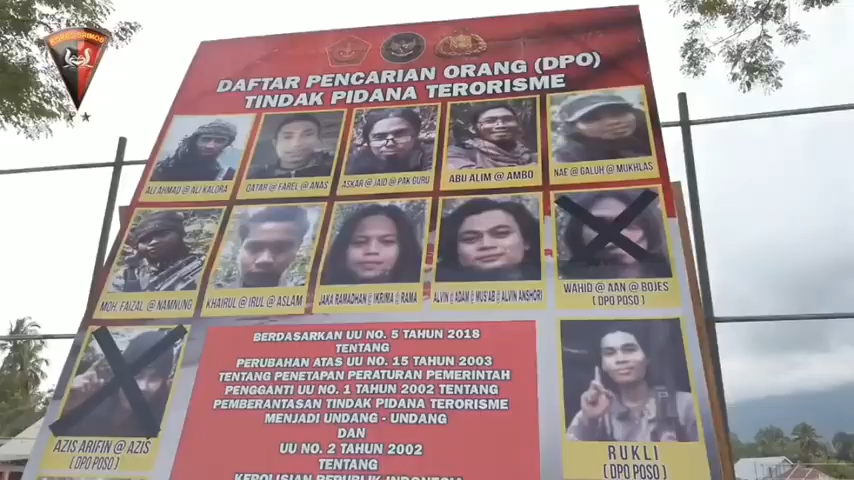 DAFTAR PENCARIAN ORANG (DPO)
TINDAK PIDANA TERORISME
ALI AHMAD @ ALI KALORA
QATAR @ FAREL @ ANAS
ASKAR @ JAID @ PAK GURU
ABU ALIM @ AMBO
NAE @ GALUH @ MUKHLAS
MOH. FAIZAL @ NAMNUNG
KHAIRUL @ IRUL @ ASLAM
JAKA RAMADHAN @ IKRIMA @ RAMA
ALVIN @ ADAM @ MUS'AB @ ALVIN ANSHORI
WAHID @ AAN @ BOJES
( DPO POSO )
AZIS ARIFIN @ AZIS
( DPO POSO )
BERDASARKAN UU NO. 5 TAHUN 2018
TENTANG
PERUBAHAN ATAS UU NO. 15 TAHUN 2003
TENTANG PENETAPAN PERATURAN PEMERINTAH
PENGGANTI UU NO. 1 TAHUN 2002 TENTANG
PEMBERANTASAN TINDAK PIDANA TERORISME
MENJADI UNDANG - UNDANG
DAN
UU NO. 2 TAHUN 2002
TENTANG
KEPOLISIAN REPUBLIK INDONESIA
RUKLI
( DPO POSO )